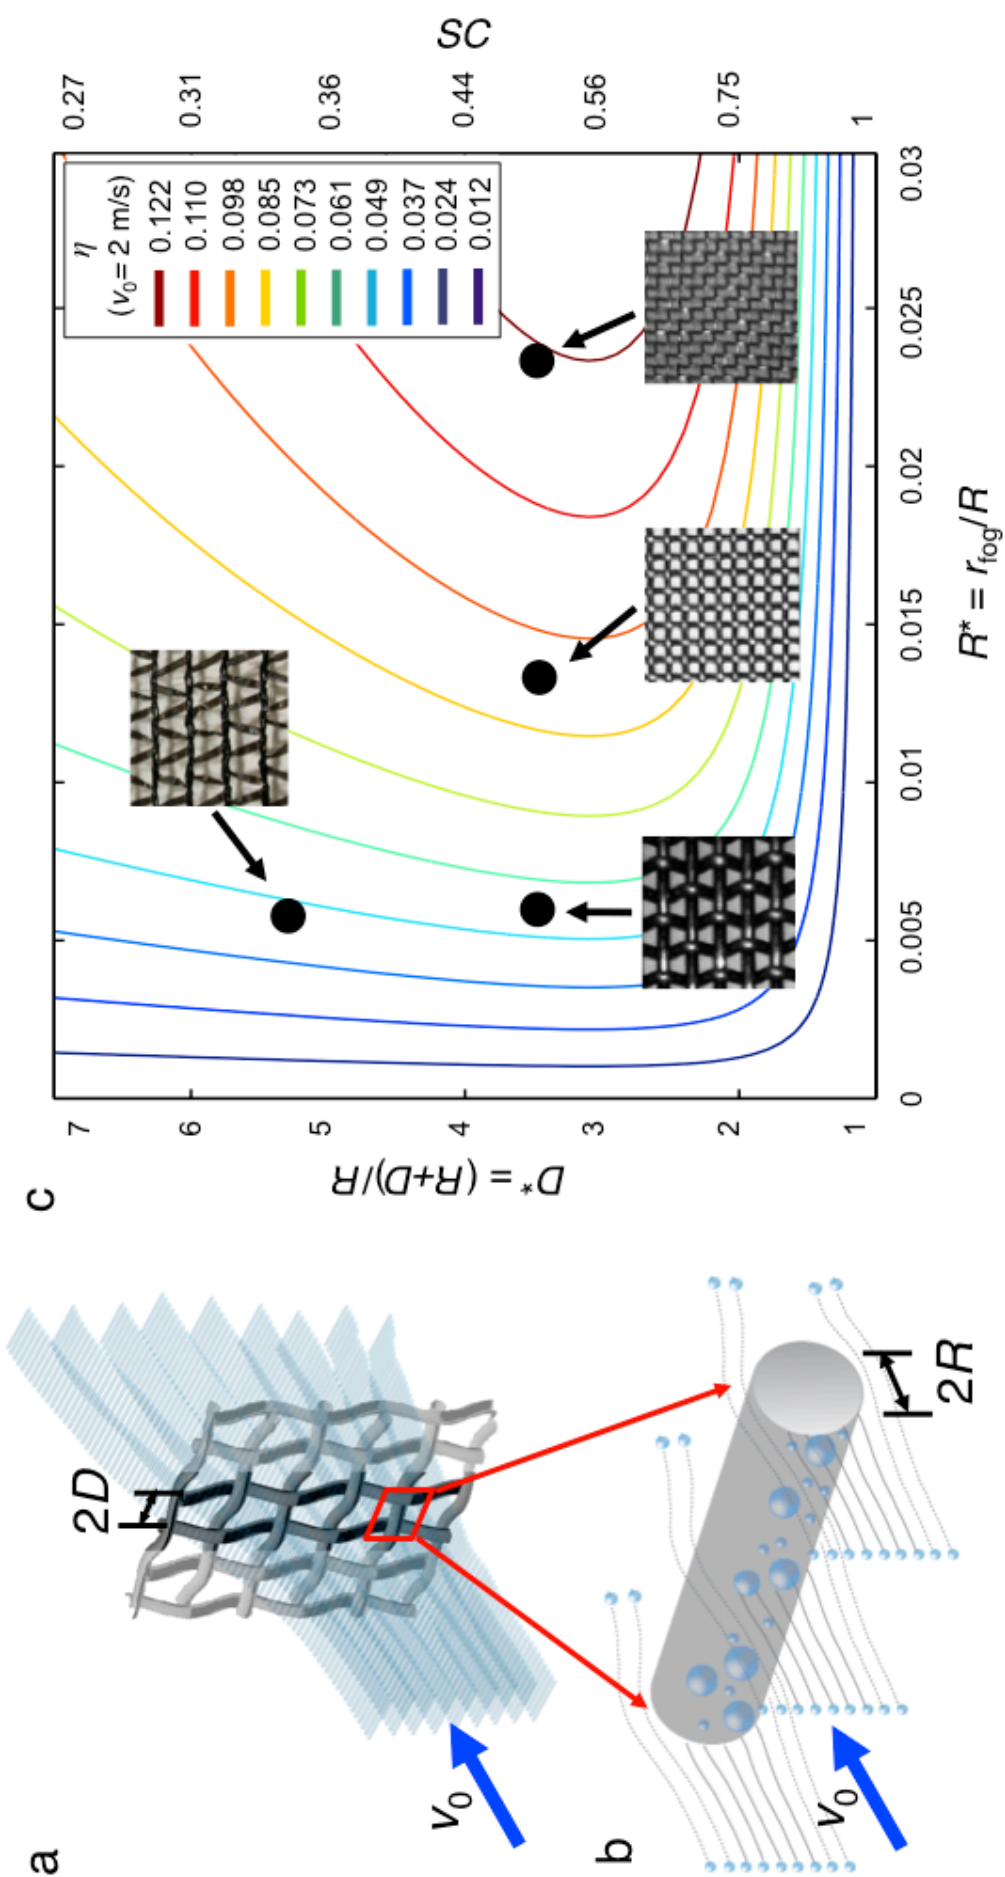 a
2D
v0
b
v0
2R
c
D* = (R+D)/R
7
6
5
4
3
2
1
0
0.005
0.01
0.015
0.02
0.025
0.03
R* = rfog/R
SC
0.27
0.31
0.36
0.44
0.56
0.75
1
η
(v0= 2 m/s)
0.122
0.110
0.098
0.085
0.073
0.061
0.049
0.037
0.024
0.012